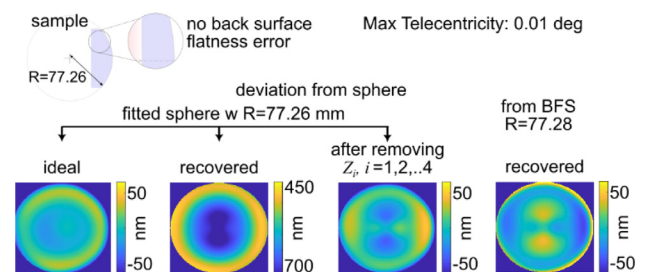 sample
no back surface
flatness error
Max Telecentricity: 0.01 deg
R=77.26
deviation from sphere
fitted sphere w R=77.26 mm
from BFS
R=77.28
ideal
recovered
after removing
Zi, i =1,2,..4
recovered
50
nm
-50
450
nm
700
50
nm
-50
50
nm
-50